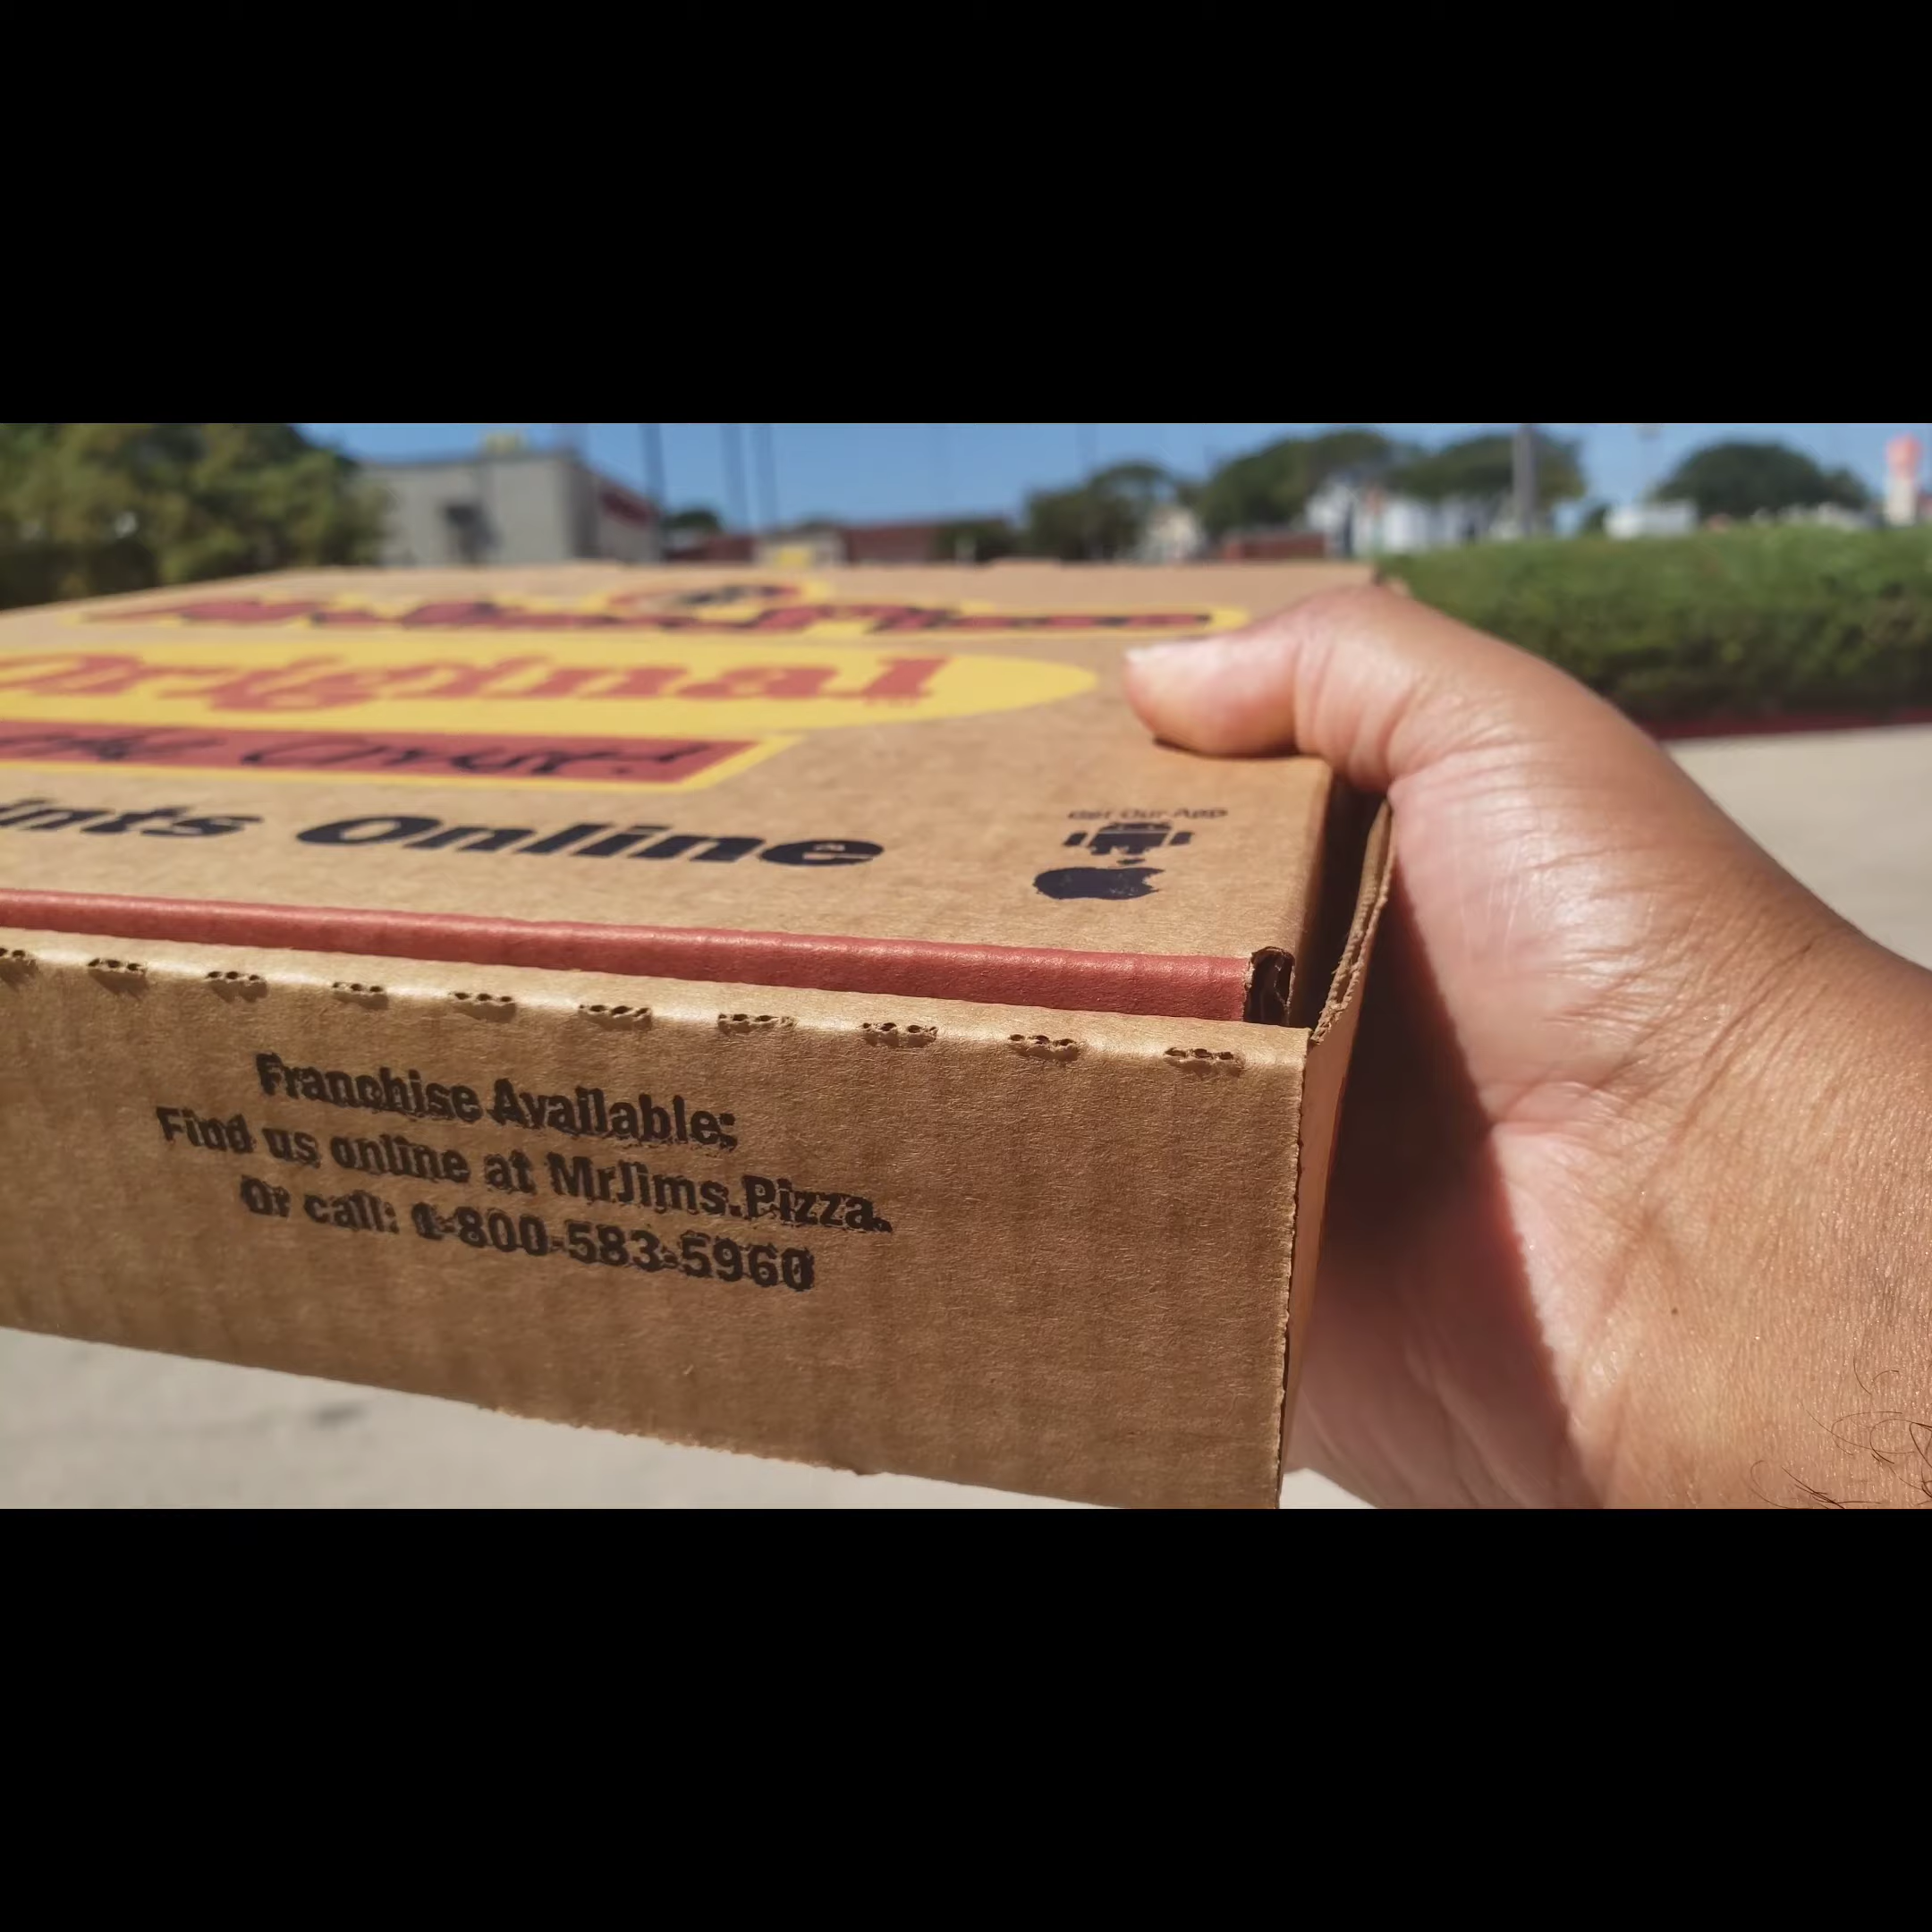 Original
Crust!
ints Online
Get Our App
Franchise Available:
Find us online at MrJims.Pizza.
Or call: 1-800-583-5960